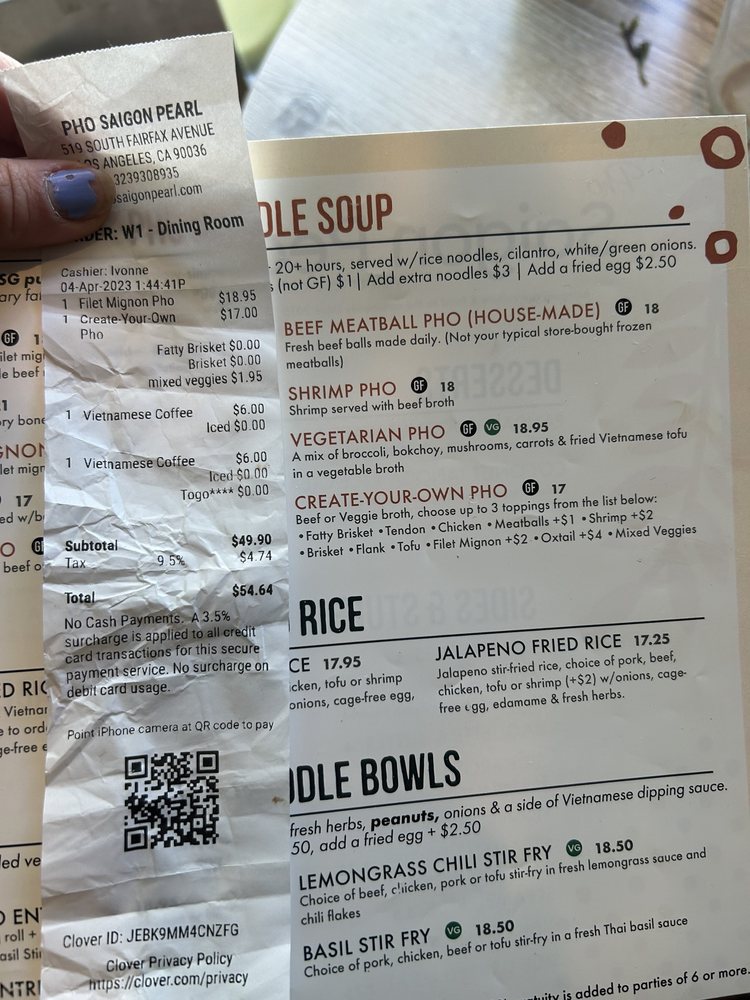 PHO SAIGON PEARL
519 SOUTH FAIRFAX AVENUE
OS ANGELES, CA 90036
3239308935
saigonpearl.com
DER: W1 - Dining Room
Cashier: Ivonne
04-Apr-2023 1:44:41P
1 Filet Mignon Pho $18.95
1 Create-Your-Own $17.00
Pho
Fatty Brisket $0.00
Brisket $0.00
mixed veggies $1.95
1 Vietnamese Coffee $6.00
Iced $0.00
1 Vietnamese Coffee $6.00
Iced $0.00
Togo**** $0.00
Subtotal $49.90
Tax 9.5% $4.74
Total $54.64
No Cash Payments. A 3.5%
surcharge is applied to all credit
card transactions for this secure
payment service. No surcharge on
debit card usage.
Point iPhone camera at QR code to pay
Clover ID: JEBK9MM4CNZFG
Clover Privacy Policy
https://clover.com/privacy
DLE SOUP
20+ hours, served w/rice noodles, cilantro, white/green onions.
(not GF) $1 | Add extra noodles $3 | Add a fried egg $2.50
BEEF MEATBALL PHO (HOUSE-MADE) GF 18
Fresh beef balls made daily. (Not your typical store-bought frozen
meatballs)
SHRIMP PHO GF 18
Shrimp served with beef broth
VEGETARIAN PHO GF VG 18.95
A mix of broccoli, bokchoy, mushrooms, carrots & fried Vietnamese tofu
in a vegetable broth
CREATE-YOUR-OWN PHO GF 17
Beef or Veggie broth, choose up to 3 toppings from the list below:
• Fatty Brisket • Tendon • Chicken • Meatballs +$1 • Shrimp +$2
• Brisket • Flank • Tofu • Filet Mignon +$2 • Oxtail +$4 • Mixed Veggies
RICE
CE 17.95
icken, tofu or shrimp
onions, cage-free egg,
JALAPENO FRIED RICE 17.25
Jalapeno stir-fried rice, choice of pork, beef,
chicken, tofu or shrimp (+$2) w/onions, cage-
free egg, edamame & fresh herbs.
DLE BOWLS
fresh herbs, peanuts, onions & a side of Vietnamese dipping sauce.
50, add a fried egg + $2.50
LEMONGRASS CHILI STIR FRY VG 18.50
Choice of beef, chicken, pork or tofu stir-fry in fresh lemongrass sauce and
chili flakes
BASIL STIR FRY VG 18.50
Choice of pork, chicken, beef or tofu stir-fry in a fresh Thai basil sauce
is added to parties of 6 or more.